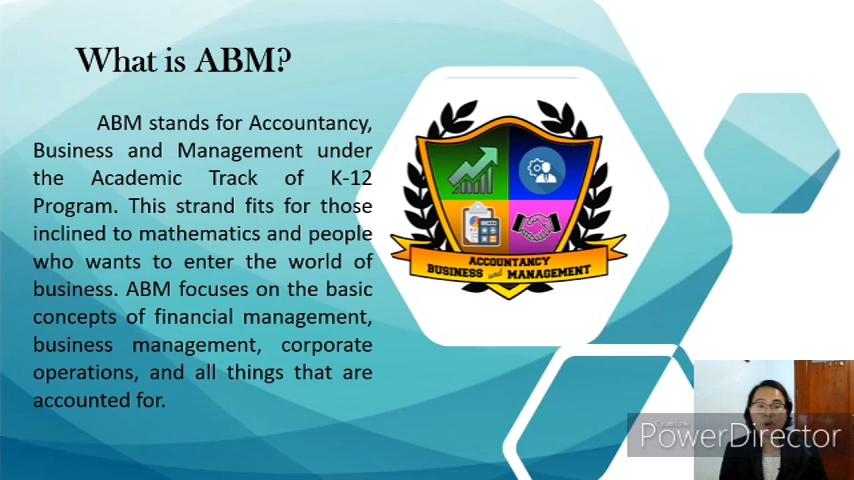 What is ABM?
ABM stands for Accountancy,
Business and Management under
the Academic Track of K-12
Program. This strand fits for those
inclined to mathematics and people
who wants to enter the world of
business. ABM focuses on the basic
concepts of financial management,
business management, corporate
operations, and all things that are
accounted for.
ACCOUNTANCY
BUSINESS and MANAGEMENT
CyberLink
PowerDirector